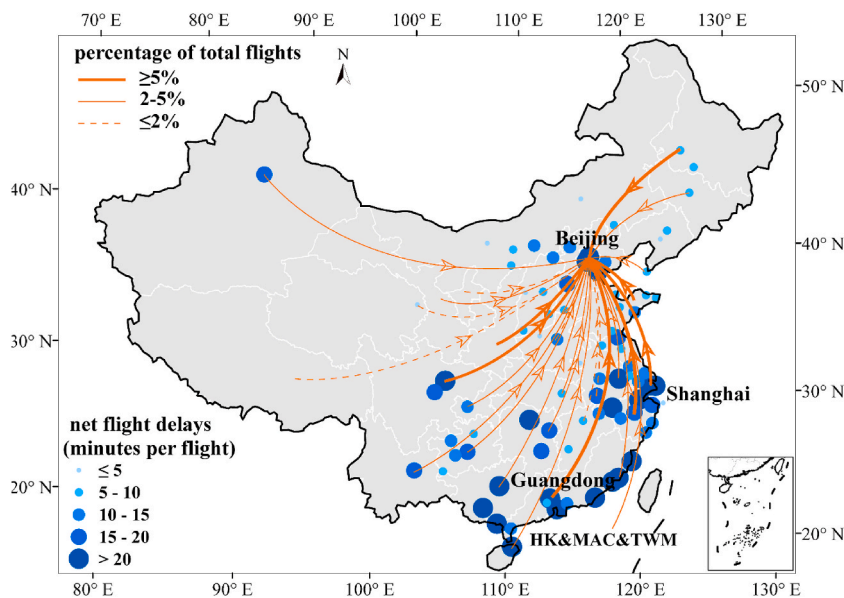 70° E 80° E 90° E 100° E 110° E 120° E 130° E
percentage of total flights
≥5%
2-5%
≤2%
N
50° N
40° N
40° N
Beijing
30° N
30° N
Shanghai
net flight delays
(minutes per flight)
≤ 5
5 - 10
10 - 15
15 - 20
> 20
Guangdong
20° N
20° N
HK&MAC&TWM
80° E 90° E 100° E 110° E 120° E 130° E